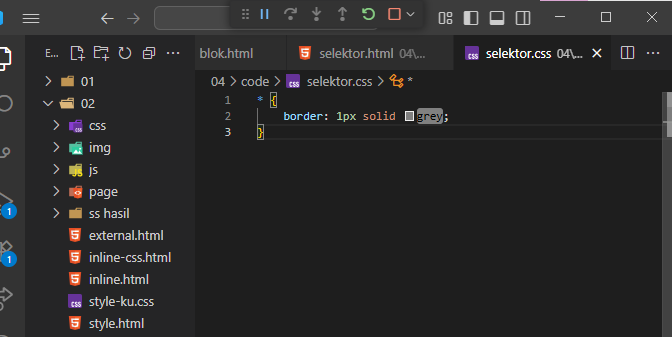 E... blok.html selektor.html 04\... selektor.css 04\...
04 > code > selektor.css > *
01
02
css
img
js
page
ss hasil
external.html
inline-css.html
inline.html
style-ku.css
style.html
1 * {
2 border: 1px solid grey;
3 }
1
1